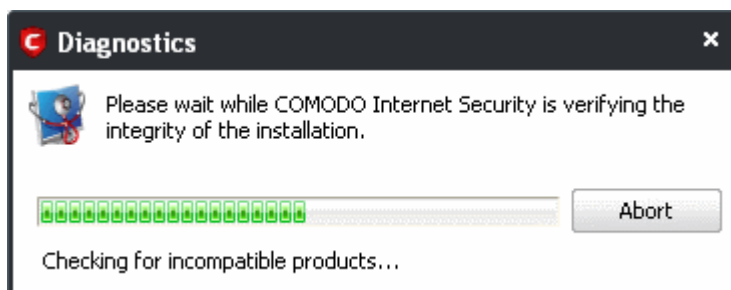 Diagnostics
Please wait while COMODO Internet Security is verifying the
integrity of the installation.
Abort
Checking for incompatible products...